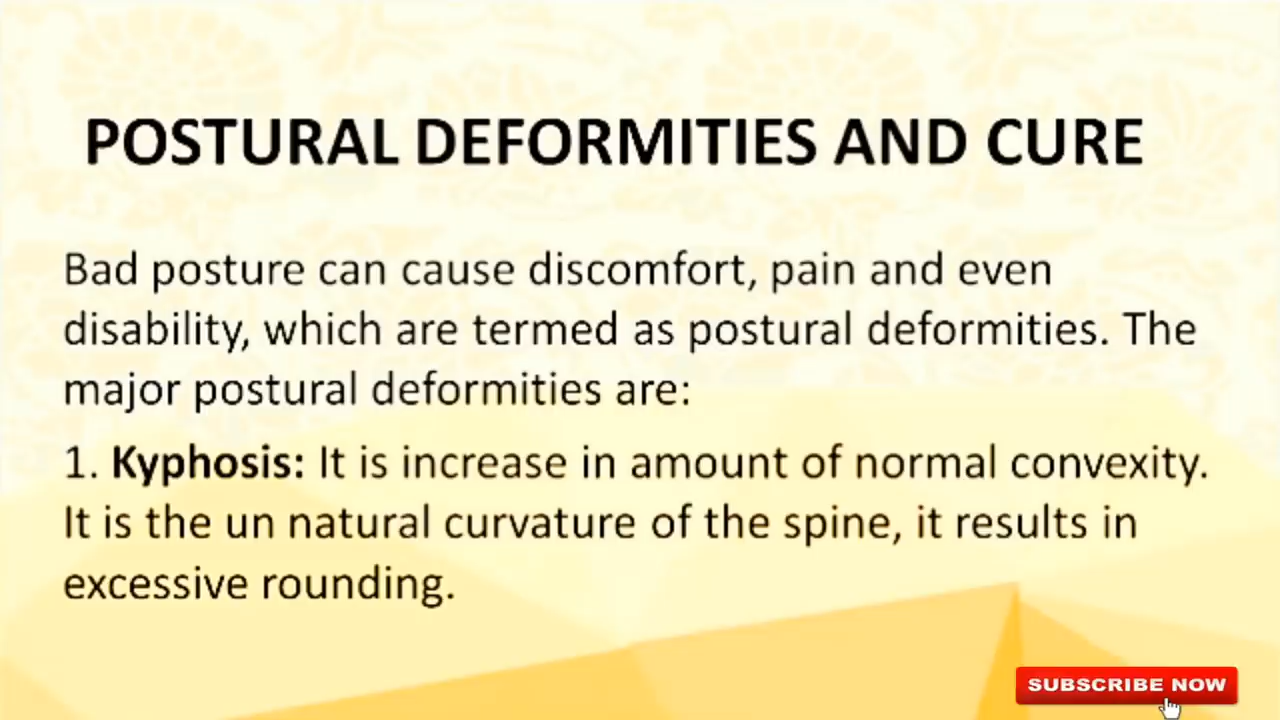 POSTURAL DEFORMITIES AND CURE
Bad posture can cause discomfort, pain and even
disability, which are termed as postural deformities. The
major postural deformities are:
1. Kyphosis: It is increase in amount of normal convexity.
It is the un natural curvature of the spine, it results in
excessive rounding.
SUBSCRIBE NOW